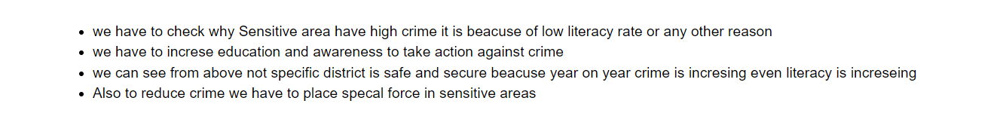 we have to check why Sensitive area have high crime it is beacuse of low literacy rate or any other reason
we have to increse education and awareness to take action against crime
we can see from above not specific district is safe and secure beacuse year on year crime is incresing even literacy is increseing
Also to reduce crime we have to place specal force in sensitive areas